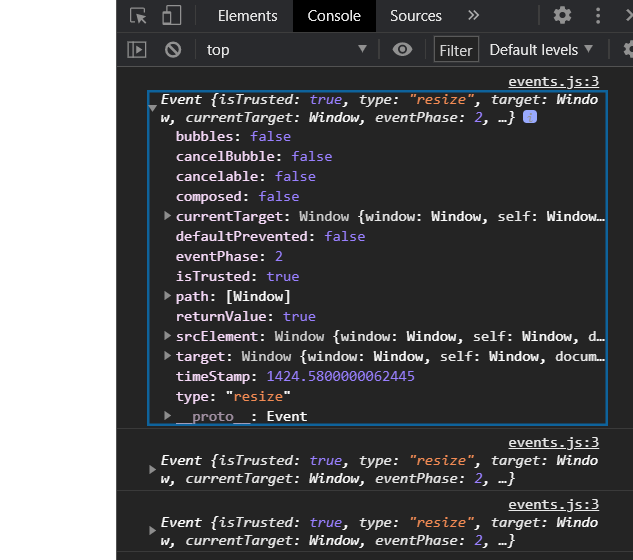 Elements Console Sources »
top Filter Default levels
events.js:3
Event {isTrusted: true, type: "resize", target: Windo
w, currentTarget: Window, eventPhase: 2, …} i
bubbles: false
cancelBubble: false
cancelable: false
composed: false
currentTarget: Window {window: Window, self: Window…
defaultPrevented: false
eventPhase: 2
isTrusted: true
path: [Window]
returnValue: true
srcElement: Window {window: Window, self: Window, d…
target: Window {window: Window, self: Window, docum…
timeStamp: 1424.5800000062445
type: "resize"
__proto__: Event
events.js:3
Event {isTrusted: true, type: "resize", target: Windo
w, currentTarget: Window, eventPhase: 2, …}
events.js:3
Event {isTrusted: true, type: "resize", target: Windo
w, currentTarget: Window, eventPhase: 2, …}